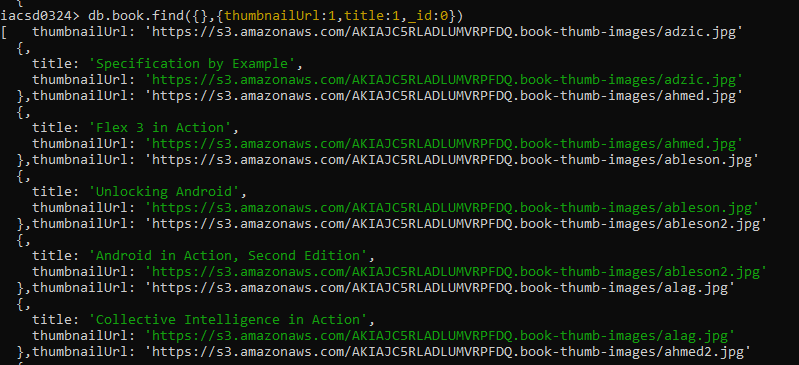 iacsd0324> db.book.find({},{thumbnailUrl:1,title:1,_id:0})
[   thumbnailUrl: 'https://s3.amazonaws.com/AKIAJC5RLADLUMVRPFDQ.book-thumb-images/adzic.jpg'
{,
title: 'Specification by Example',
thumbnailUrl: 'https://s3.amazonaws.com/AKIAJC5RLADLUMVRPFDQ.book-thumb-images/adzic.jpg'
},thumbnailUrl: 'https://s3.amazonaws.com/AKIAJC5RLADLUMVRPFDQ.book-thumb-images/ahmed.jpg'
{,
title: 'Flex 3 in Action',
thumbnailUrl: 'https://s3.amazonaws.com/AKIAJC5RLADLUMVRPFDQ.book-thumb-images/ahmed.jpg'
},thumbnailUrl: 'https://s3.amazonaws.com/AKIAJC5RLADLUMVRPFDQ.book-thumb-images/ableson.jpg'
{,
title: 'Unlocking Android',
thumbnailUrl: 'https://s3.amazonaws.com/AKIAJC5RLADLUMVRPFDQ.book-thumb-images/ableson.jpg'
},thumbnailUrl: 'https://s3.amazonaws.com/AKIAJC5RLADLUMVRPFDQ.book-thumb-images/ableson2.jpg'
{,
title: 'Android in Action, Second Edition',
thumbnailUrl: 'https://s3.amazonaws.com/AKIAJC5RLADLUMVRPFDQ.book-thumb-images/ableson2.jpg'
},thumbnailUrl: 'https://s3.amazonaws.com/AKIAJC5RLADLUMVRPFDQ.book-thumb-images/alag.jpg'
{,
title: 'Collective Intelligence in Action',
thumbnailUrl: 'https://s3.amazonaws.com/AKIAJC5RLADLUMVRPFDQ.book-thumb-images/alag.jpg'
},thumbnailUrl: 'https://s3.amazonaws.com/AKIAJC5RLADLUMVRPFDQ.book-thumb-images/ahmed2.jpg'